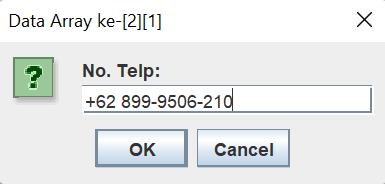 Data Array ke-[2][1]
No. Telp:
+62 899-9506-210
OK Cancel